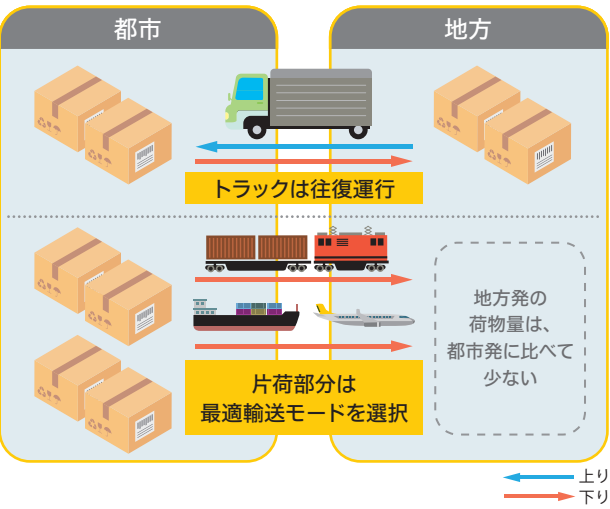 都市
地方
トラックは往復運行
片荷部分は
最適輸送モードを選択
地方発の
荷物量は、
都市発に比べて
少ない
上り
下り